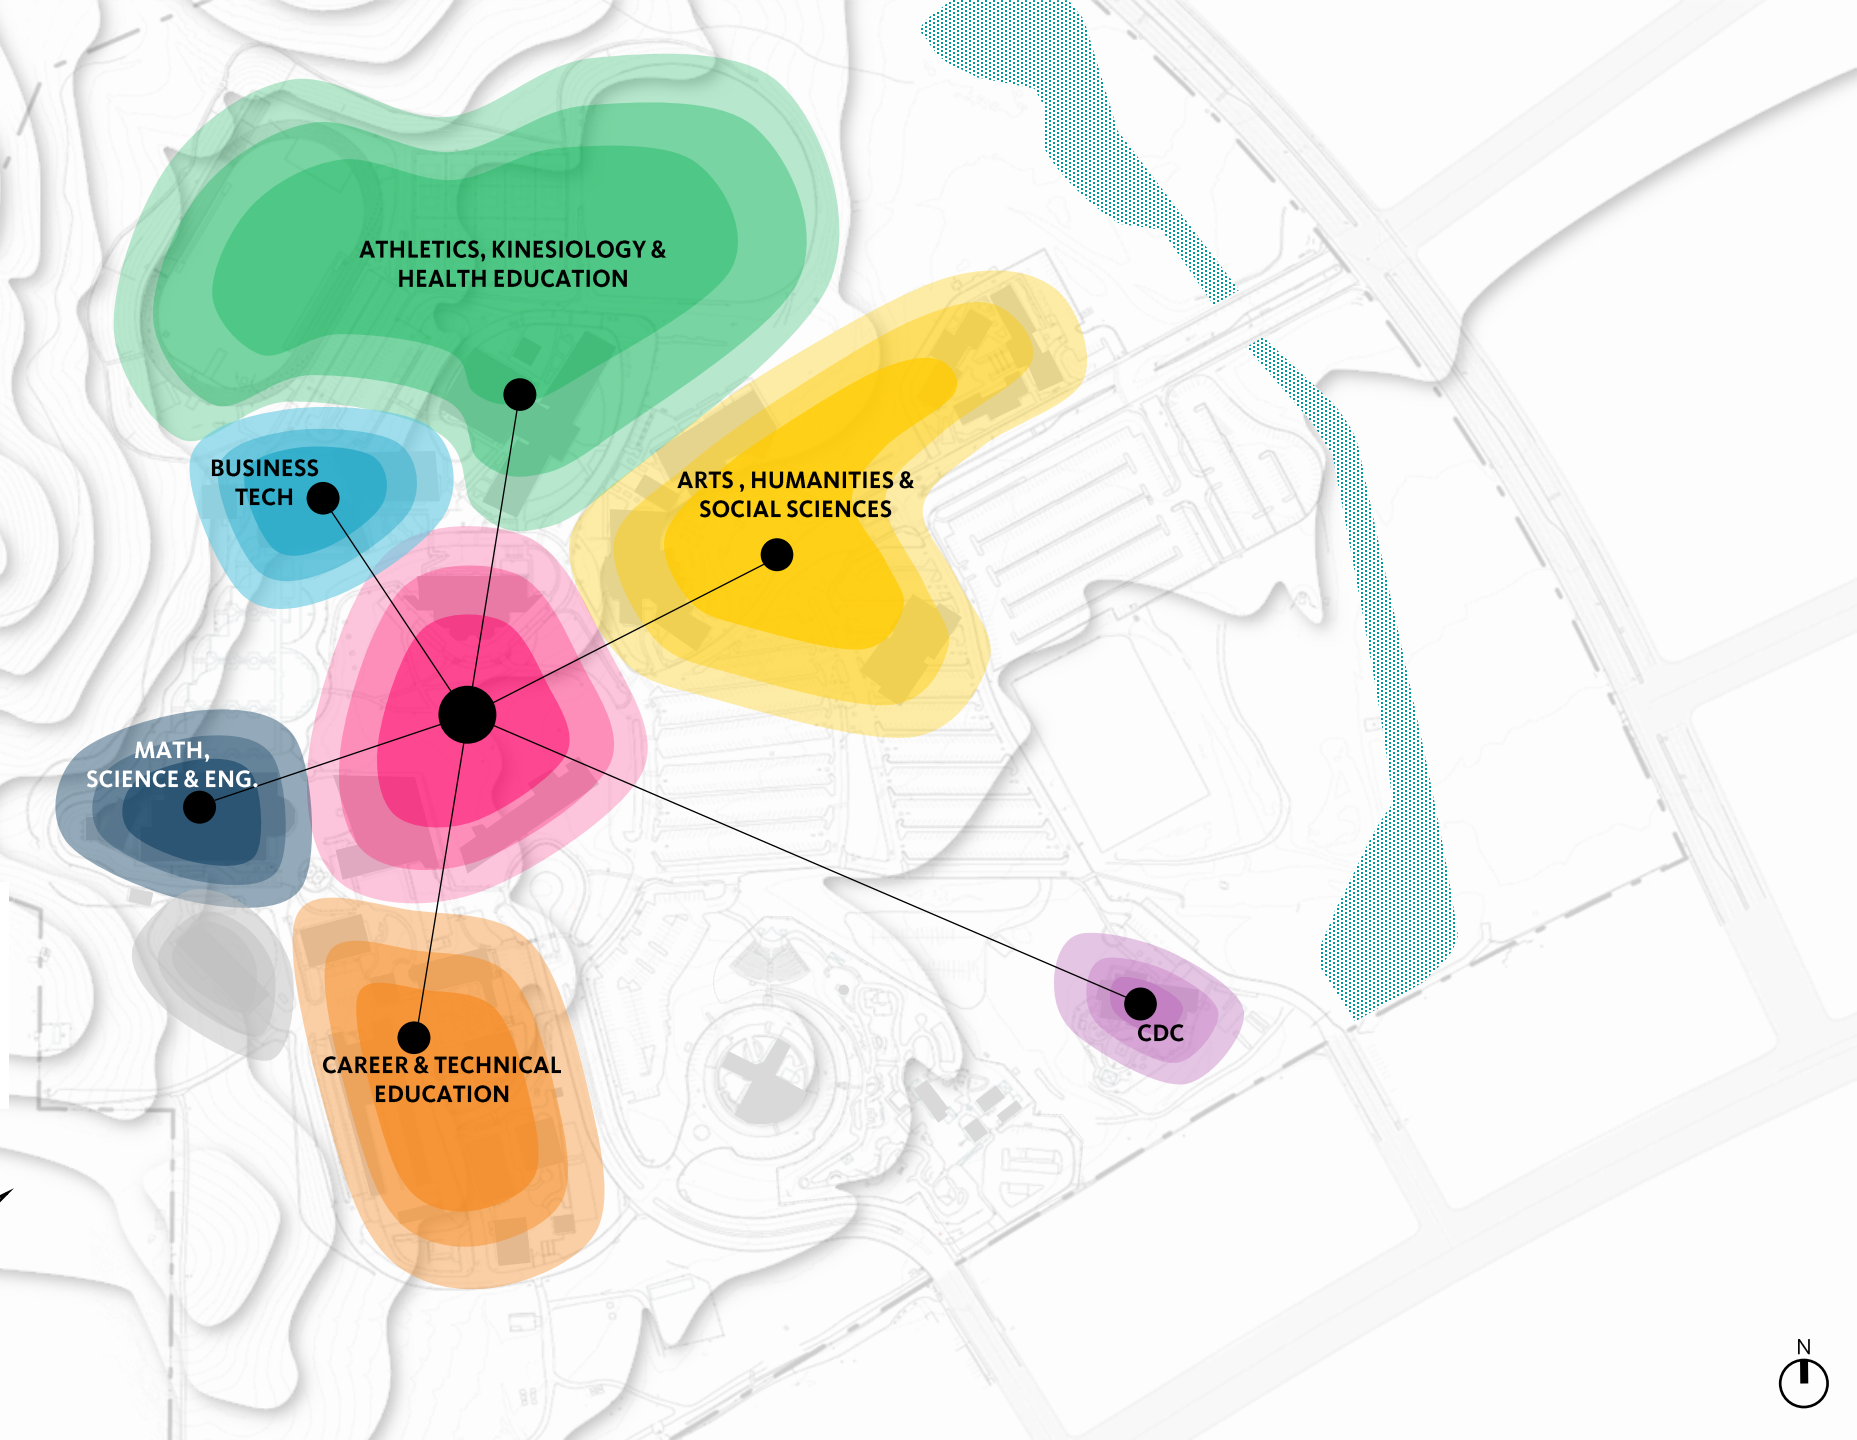 ATHLETICS, KINESIOLOGY &
HEALTH EDUCATION
BUSINESS
TECH
ARTS , HUMANITIES &
SOCIAL SCIENCES
MATH,
SCIENCE & ENG.
CDC
CAREER & TECHNICAL
EDUCATION
N